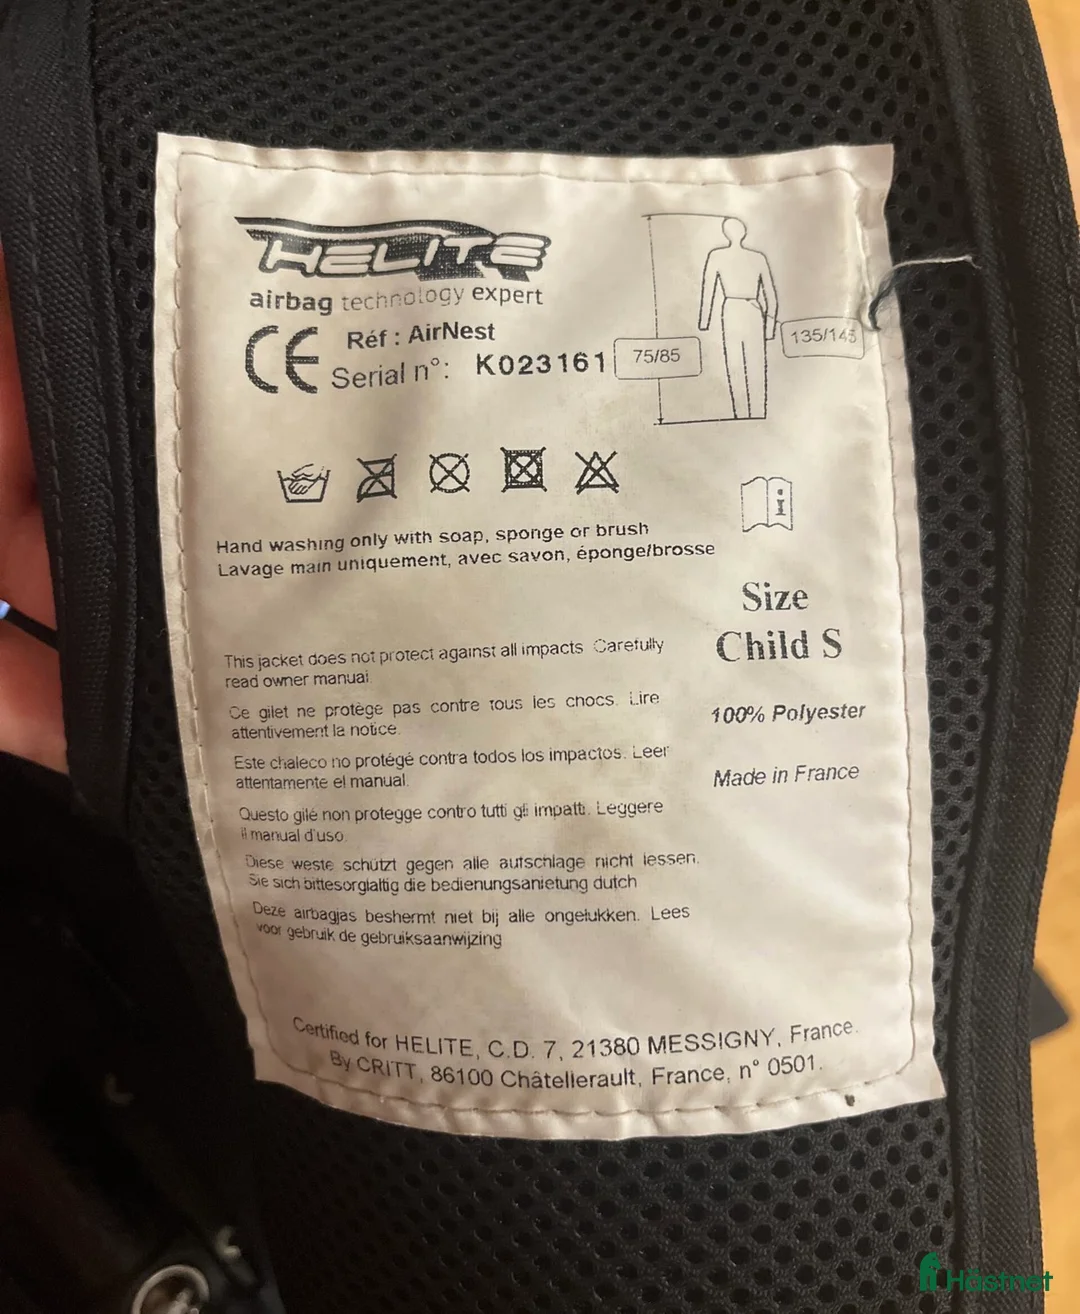 HELITE
airbag technology expert
CE
Réf : AirNest
Serial n°: K023161
75/85
135/145
Hand washing only with soap, sponge or brush
Lavage main uniquement, avec savon, éponge/brosse
i
Size
Child S
100% Polyester
Made in France
This jacket does not protect against all impacts Carefully
read owner manual
Ce gilet ne protège pas contre tous les chocs. Lire
attentivement la notice.
Este chaleco no protégé contra todos los impactos. Leer
attentamente el manual.
Questo gilé non protegge contro tutti gli impatti. Leggere
il manual d'uso.
Diese weste schützt gegen alle aufschlage nicht lessen.
Sie sich bittesorglaltig die bedienungsanietung dutch
Deze airbagjas beshermt niet bij alle ongelukken. Lees
voor gebruik de gebruiksaanwijzing
Certified for HELITE, C.D. 7, 21380 MESSIGNY, France.
By CRITT, 86100 Châtellerault, France, n° 0501.
Hästnet